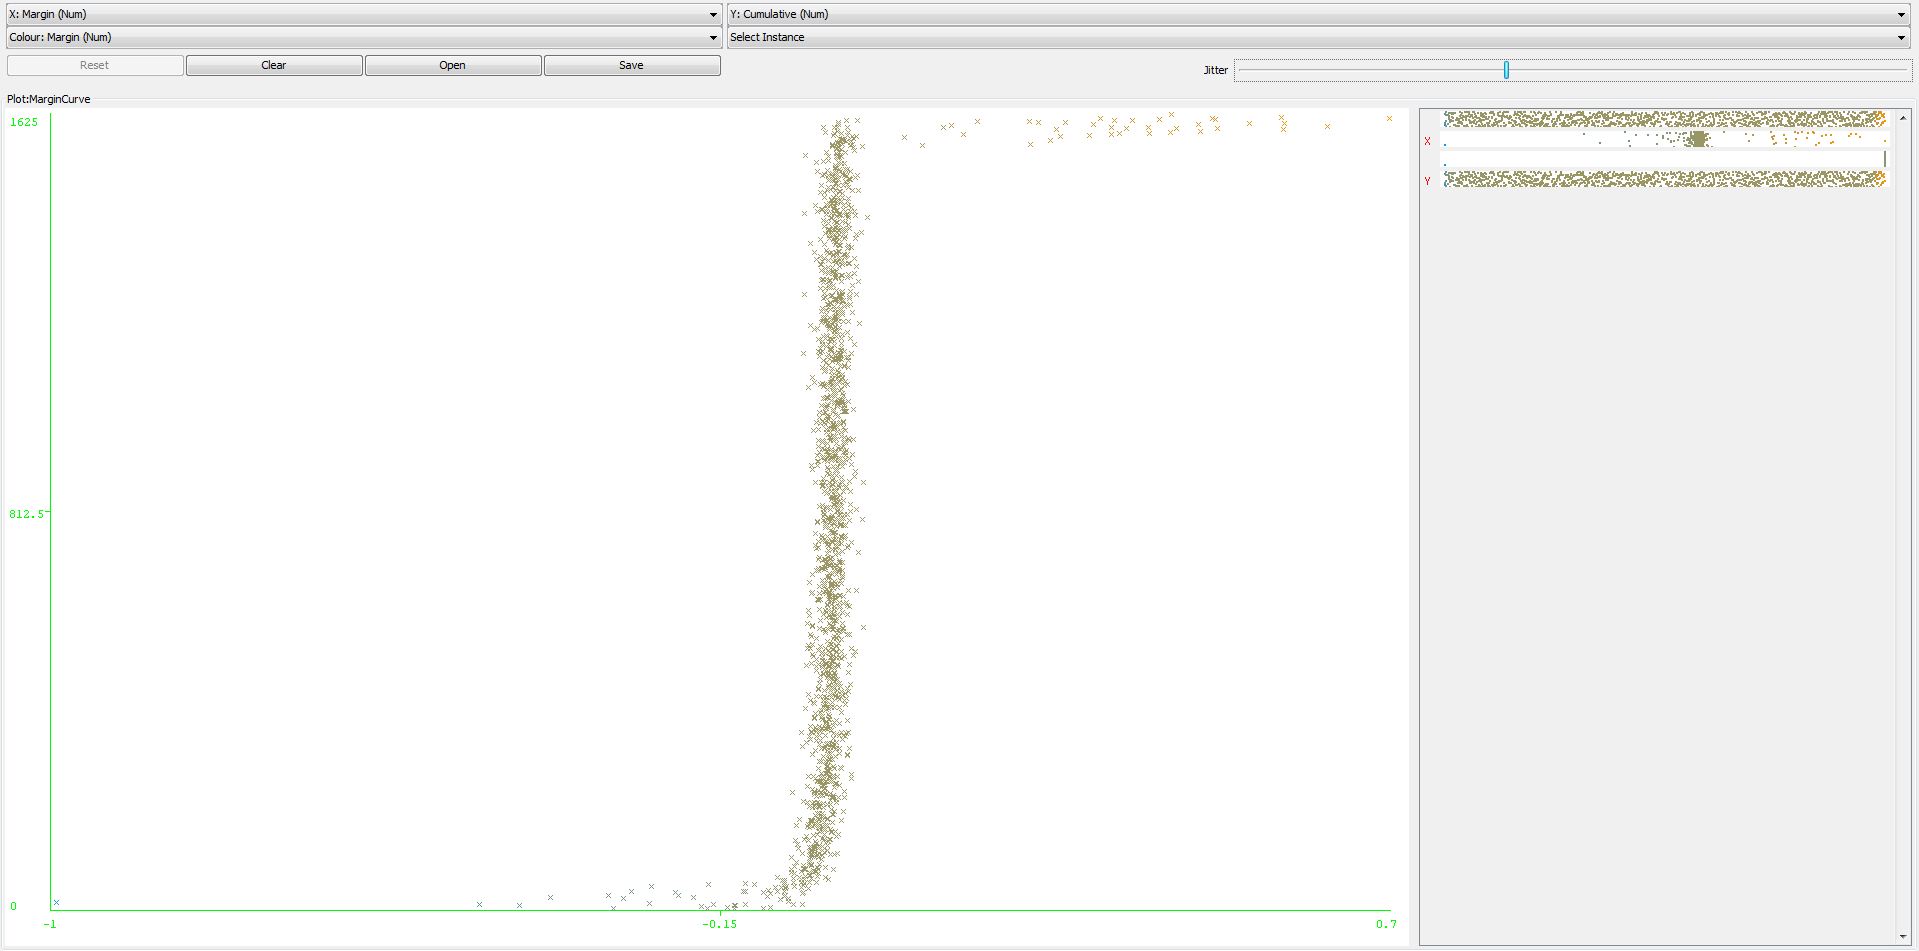 X: Margin (Num)
Y: Cumulative (Num)
Colour: Margin (Num)
Select Instance
Reset
Clear
Open
Save
Jitter
Plot:MarginCurve
1625
812.5
0
-1
-0.15
0.7
X
Y